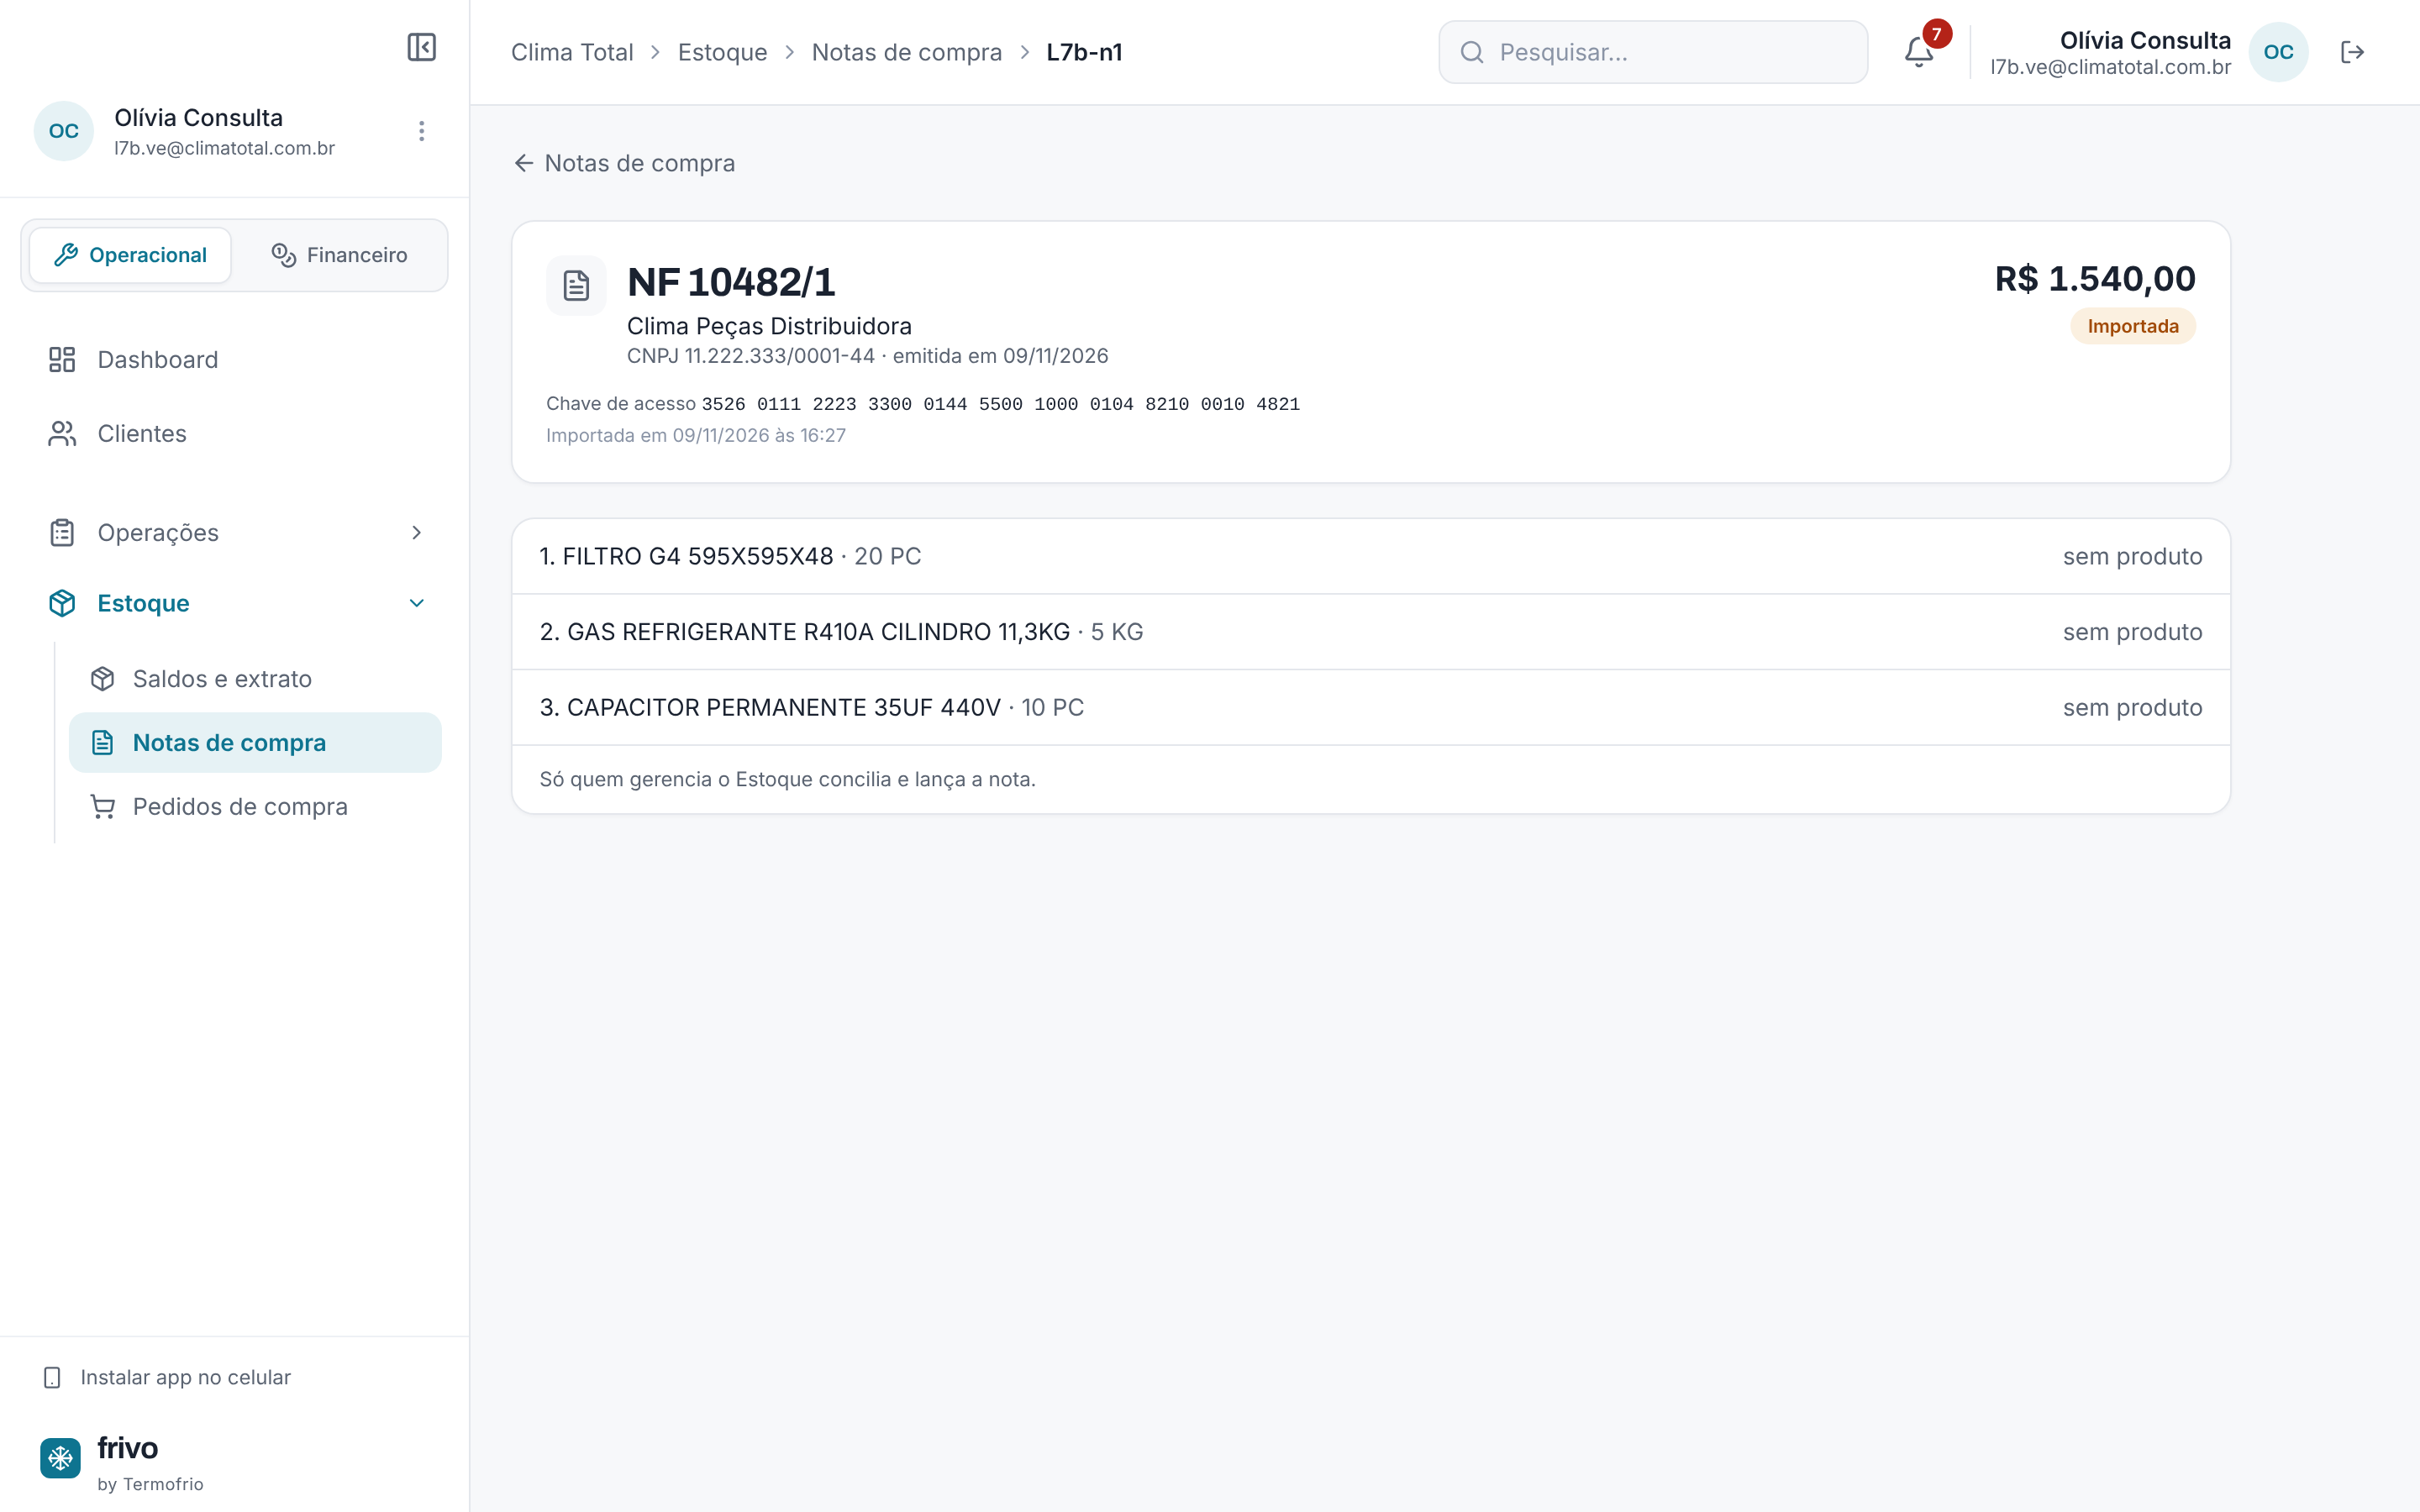 OC
Olívia Consulta
l7b.ve@climatotal.com.br
Operacional
Financeiro
Dashboard
Clientes
Operações
Estoque
Saldos e extrato
Notas de compra
Pedidos de compra
Instalar app no celular
frivo
by Termofrio
Clima Total > Estoque > Notas de compra > L7b-n1
Pesquisar...
7
Olívia Consulta
l7b.ve@climatotal.com.br
OC
← Notas de compra
NF 10482/1
Clima Peças Distribuidora
CNPJ 11.222.333/0001-44 · emitida em 09/11/2026
R$ 1.540,00
Importada
Chave de acesso 3526 0111 2223 3300 0144 5500 1000 0104 8210 0010 4821
Importada em 09/11/2026 às 16:27
1. FILTRO G4 595X595X48 · 20 PC sem produto
2. GAS REFRIGERANTE R410A CILINDRO 11,3KG · 5 KG sem produto
3. CAPACITOR PERMANENTE 35UF 440V · 10 PC sem produto
Só quem gerencia o Estoque concilia e lança a nota.